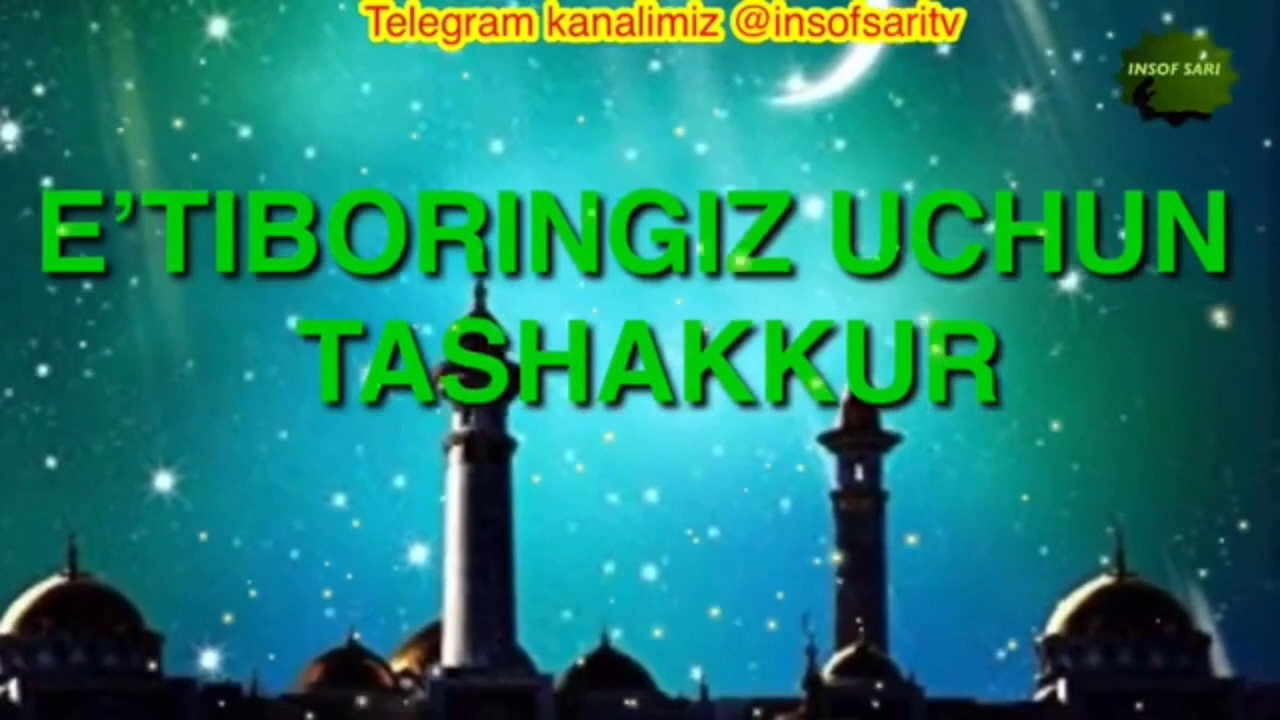 Telegram kanalimiz @insofsaritv
INSOF SARI
E’TIBORINGIZ UCHUN
TASHAKKUR